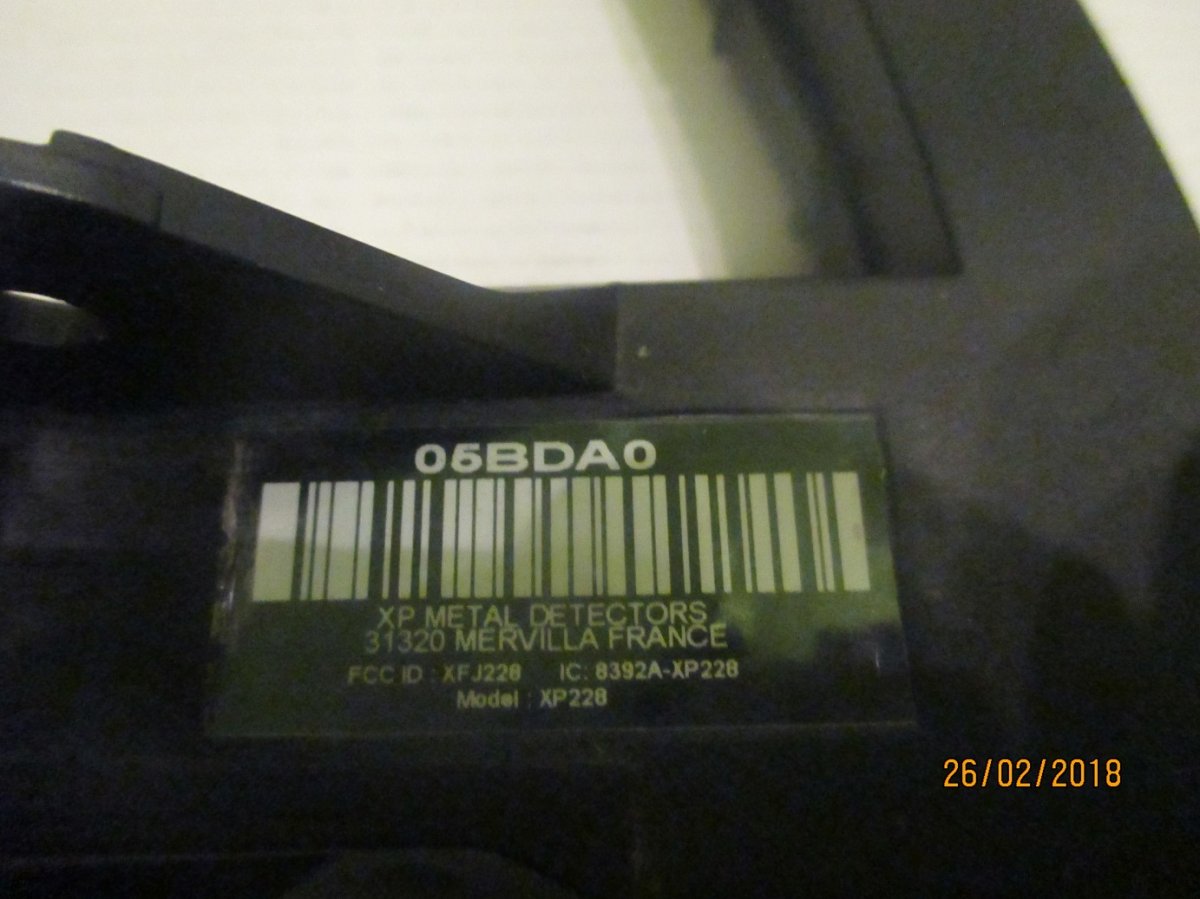 05BDA0
XP METAL DETECTORS
31320 MERVILLA FRANCE
FCC ID : XFJ228 IC: 8392A-XP228
Model : XP228
26/02/2018